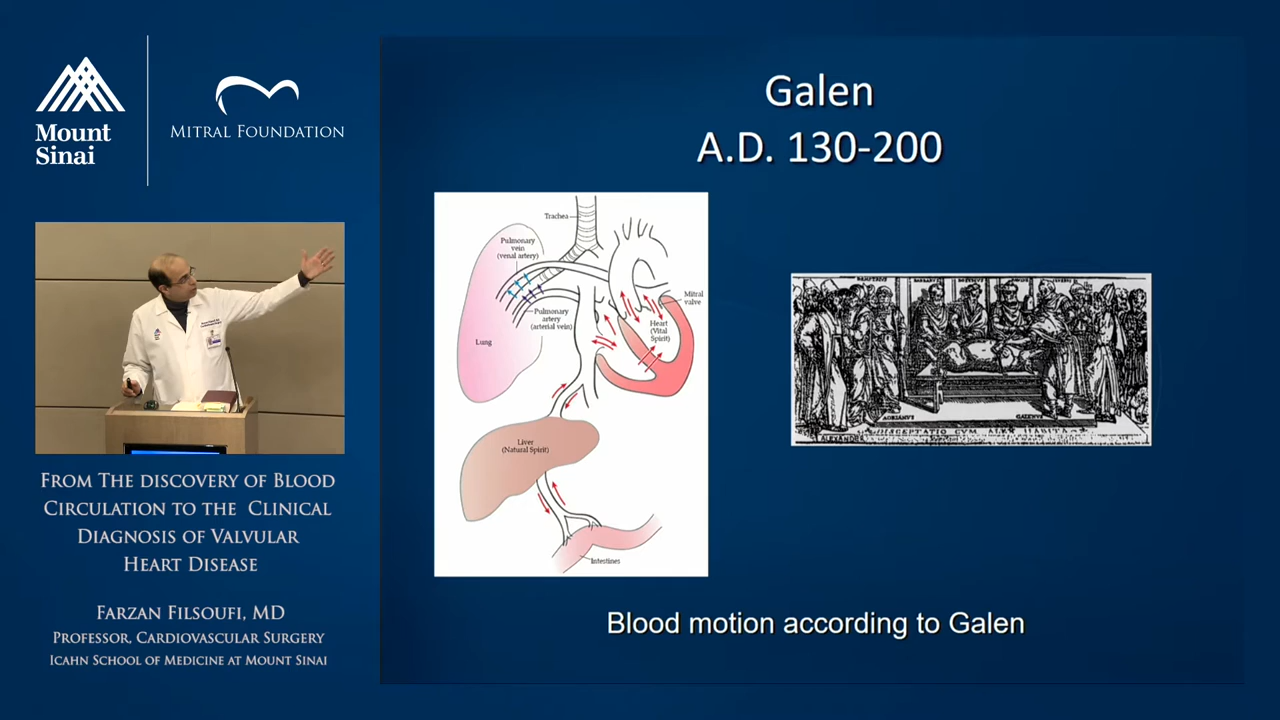 Mount
Sinai
MITRAL FOUNDATION
Galen
A.D. 130-200
Trachea
Pulmonary
vein
(venal artery)
Mitral
valve
Pulmonary
artery
(arterial vein)
Heart
(Vital
Spirit)
Lung
Liver
(Natural Spirit)
Intestines
ADRIANVS
GALENVS
ALEXANDER
Blood motion according to Galen
FROM THE DISCOVERY OF BLOOD
CIRCULATION TO THE CLINICAL
DIAGNOSIS OF VALVULAR
HEART DISEASE
FARZAN FILSOUFI, MD
PROFESSOR, CARDIOVASCULAR SURGERY
ICAHN SCHOOL OF MEDICINE AT MOUNT SINAI